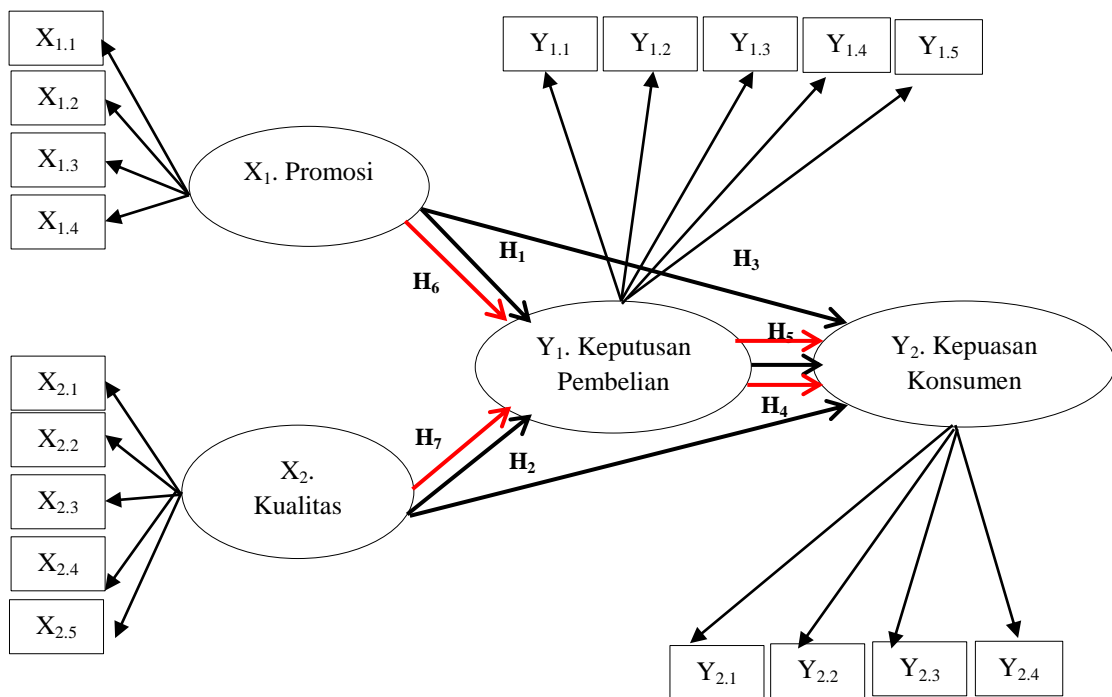 X₁.₁
X₁.₂
X₁.₃
X₁.₄
Y₁.₁
Y₁.₂
Y₁.₃
Y₁.₄
Y₁.₅
X₁. Promosi
H₁
H₃
H₆
Y₁. Keputusan
Pembelian
H₅
Y₂. Kepuasan
Konsumen
H₄
X₂.₁
X₂.₂
X₂.₃
X₂.₄
X₂.₅
X₂.
Kualitas
H₇
H₂
Y₂.₁
Y₂.₂
Y₂.₃
Y₂.₄